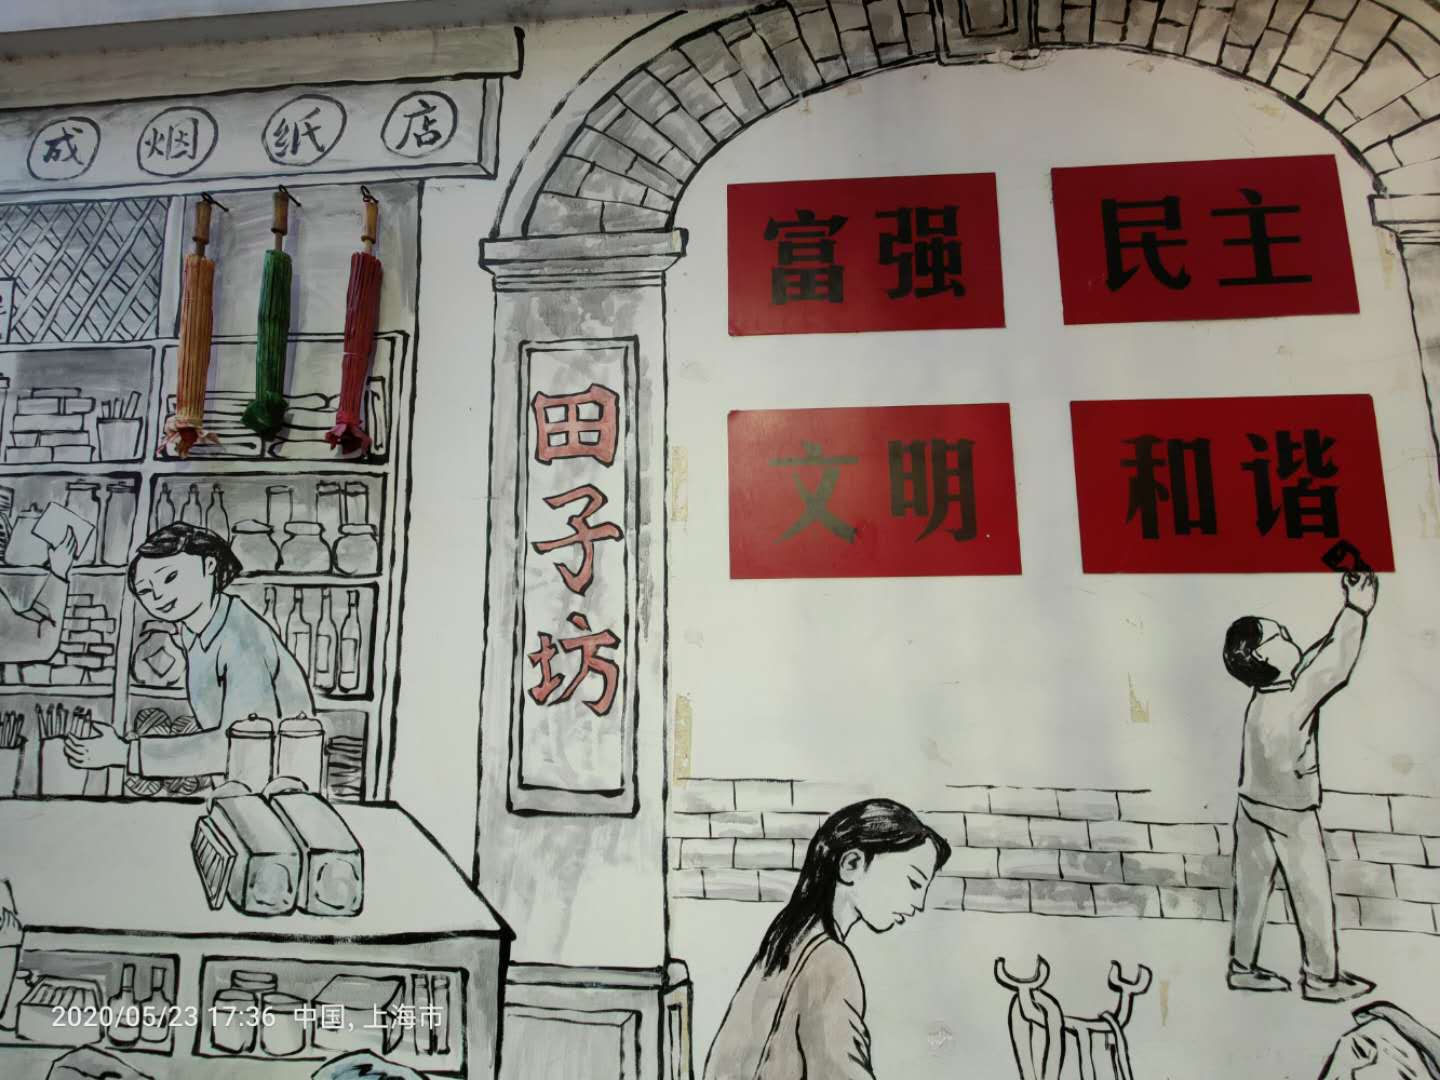 成烟纸店
富强 民主
文明 和谐
田子坊
2020/05/23 17:36 中国, 上海市